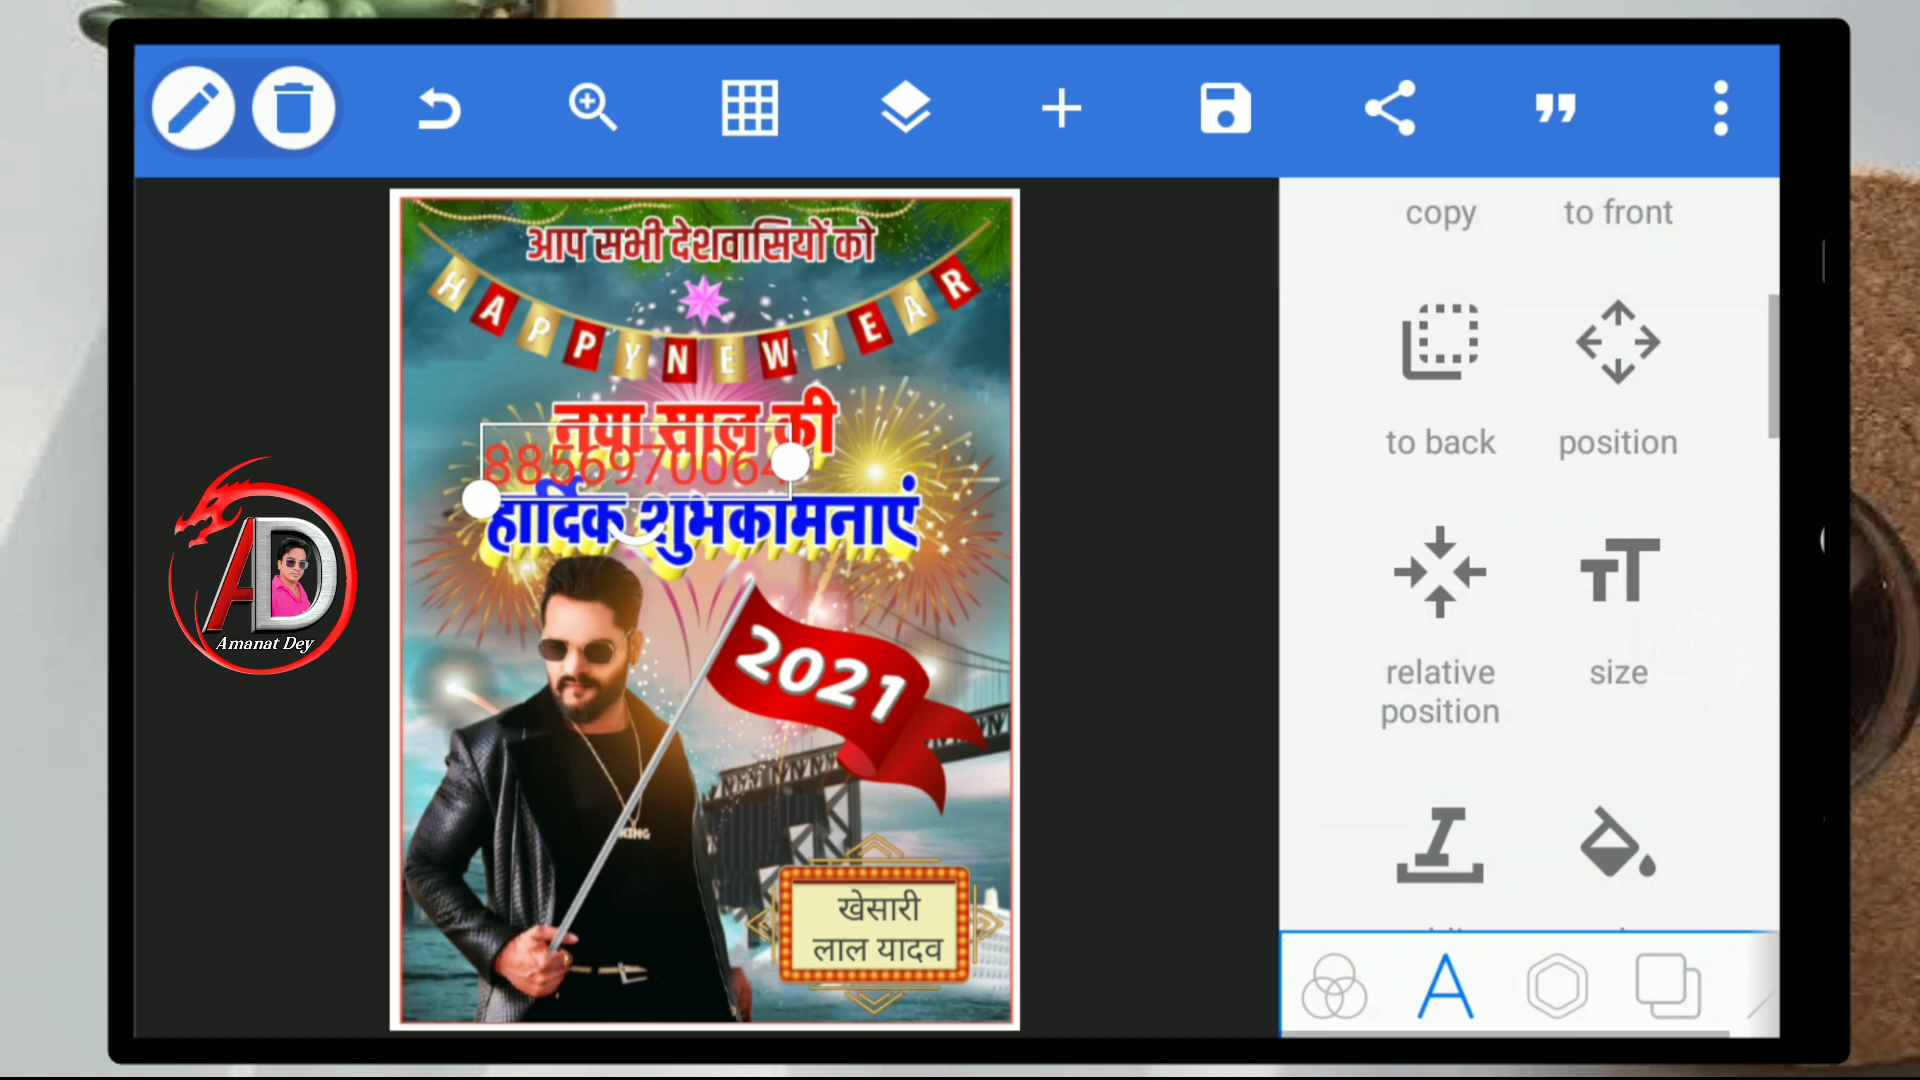 copy
to front
आप सभी देशवासियों को
HAPPY NEW YEAR
to back
position
नया साल की
8856970064
हार्दिक शुभकामनाएं
AD
Amanat Dey
2021
relative
position
size
KING
खेसारी
लाल यादव
A